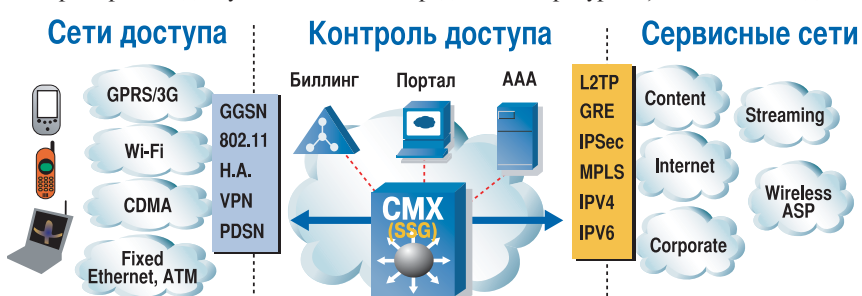 Сети доступа
Контроль доступа
Сервисные сети
GPRS/3G
Wi-Fi
CDMA
Fixed
Ethernet, ATM
GGSN
802.11
H.A.
VPN
PDSN
Биллинг
Портал
AAA
CMX
(SSG)
L2TP
GRE
IPSec
MPLS
IPV4
IPV6
Content
Internet
Corporate
Streaming
Wireless
ASP